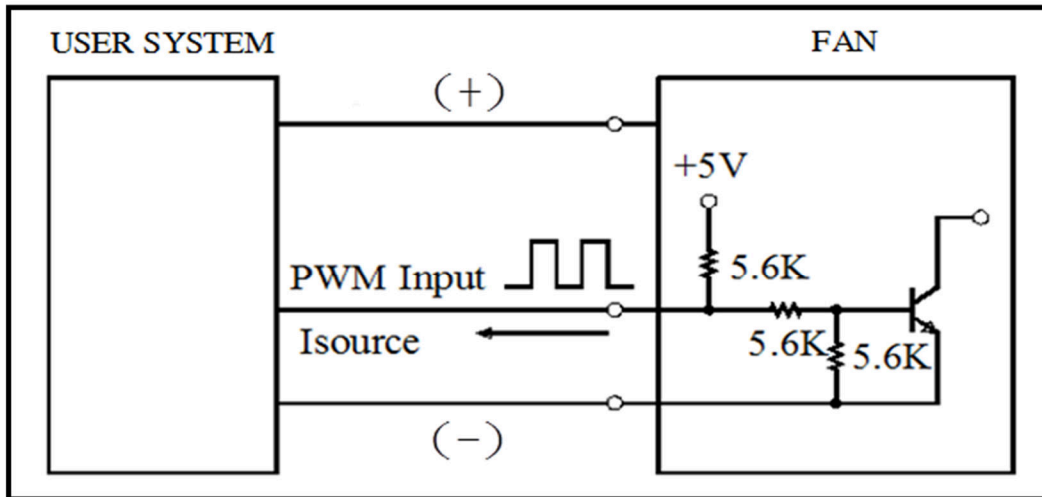 USER SYSTEM
FAN
(+)
+5V
5.6K
PWM Input
Isource
5.6K
5.6K
(−)